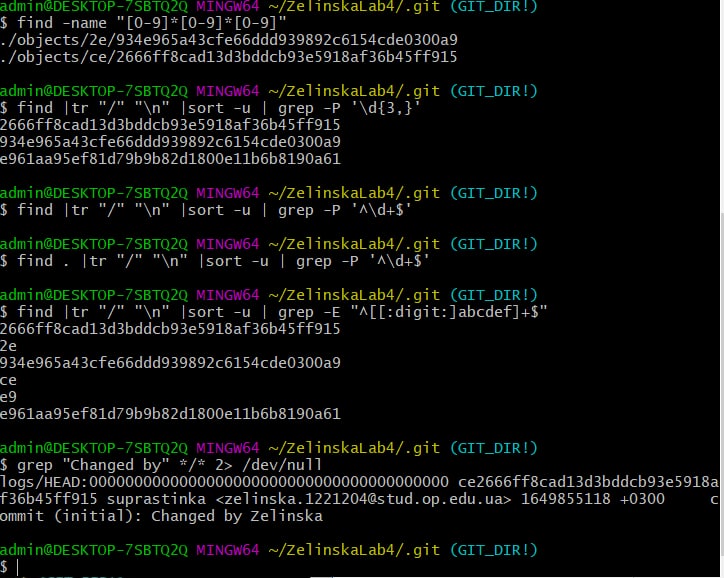 admin@DESKTOP-7SBTQ2Q MINGW64 ~/ZelinskaLab4/.git (GIT_DIR!)
$ find -name "[0-9]*[0-9]*[0-9]"
./objects/2e/934e965a43cfe66ddd939892c6154cde0300a9
./objects/ce/2666ff8cad13d3bddcb93e5918af36b45ff915
admin@DESKTOP-7SBTQ2Q MINGW64 ~/ZelinskaLab4/.git (GIT_DIR!)
$ find |tr "/" "\n" |sort -u | grep -P '\d{3,}'
2666ff8cad13d3bddcb93e5918af36b45ff915
934e965a43cfe66ddd939892c6154cde0300a9
e961aa95ef81d79b9b82d1800e11b6b8190a61
admin@DESKTOP-7SBTQ2Q MINGW64 ~/ZelinskaLab4/.git (GIT_DIR!)
$ find |tr "/" "\n" |sort -u | grep -P '^\d+$'
admin@DESKTOP-7SBTQ2Q MINGW64 ~/ZelinskaLab4/.git (GIT_DIR!)
$ find . |tr "/" "\n" |sort -u | grep -P '^\d+$'
admin@DESKTOP-7SBTQ2Q MINGW64 ~/ZelinskaLab4/.git (GIT_DIR!)
$ find |tr "/" "\n" |sort -u | grep -E "^[[:digit:]abcdef]+$"
2666ff8cad13d3bddcb93e5918af36b45ff915
2e
934e965a43cfe66ddd939892c6154cde0300a9
ce
e9
e961aa95ef81d79b9b82d1800e11b6b8190a61
admin@DESKTOP-7SBTQ2Q MINGW64 ~/ZelinskaLab4/.git (GIT_DIR!)
$ grep "Changed by" */* 2> /dev/null
logs/HEAD:0000000000000000000000000000000000000000 ce2666ff8cad13d3bddcb93e5918a
f36b45ff915 suprastinka <zelinska.1221204@stud.op.edu.ua> 1649855118 +0300 c
ommit (initial): Changed by Zelinska
admin@DESKTOP-7SBTQ2Q MINGW64 ~/ZelinskaLab4/.git (GIT_DIR!)
$